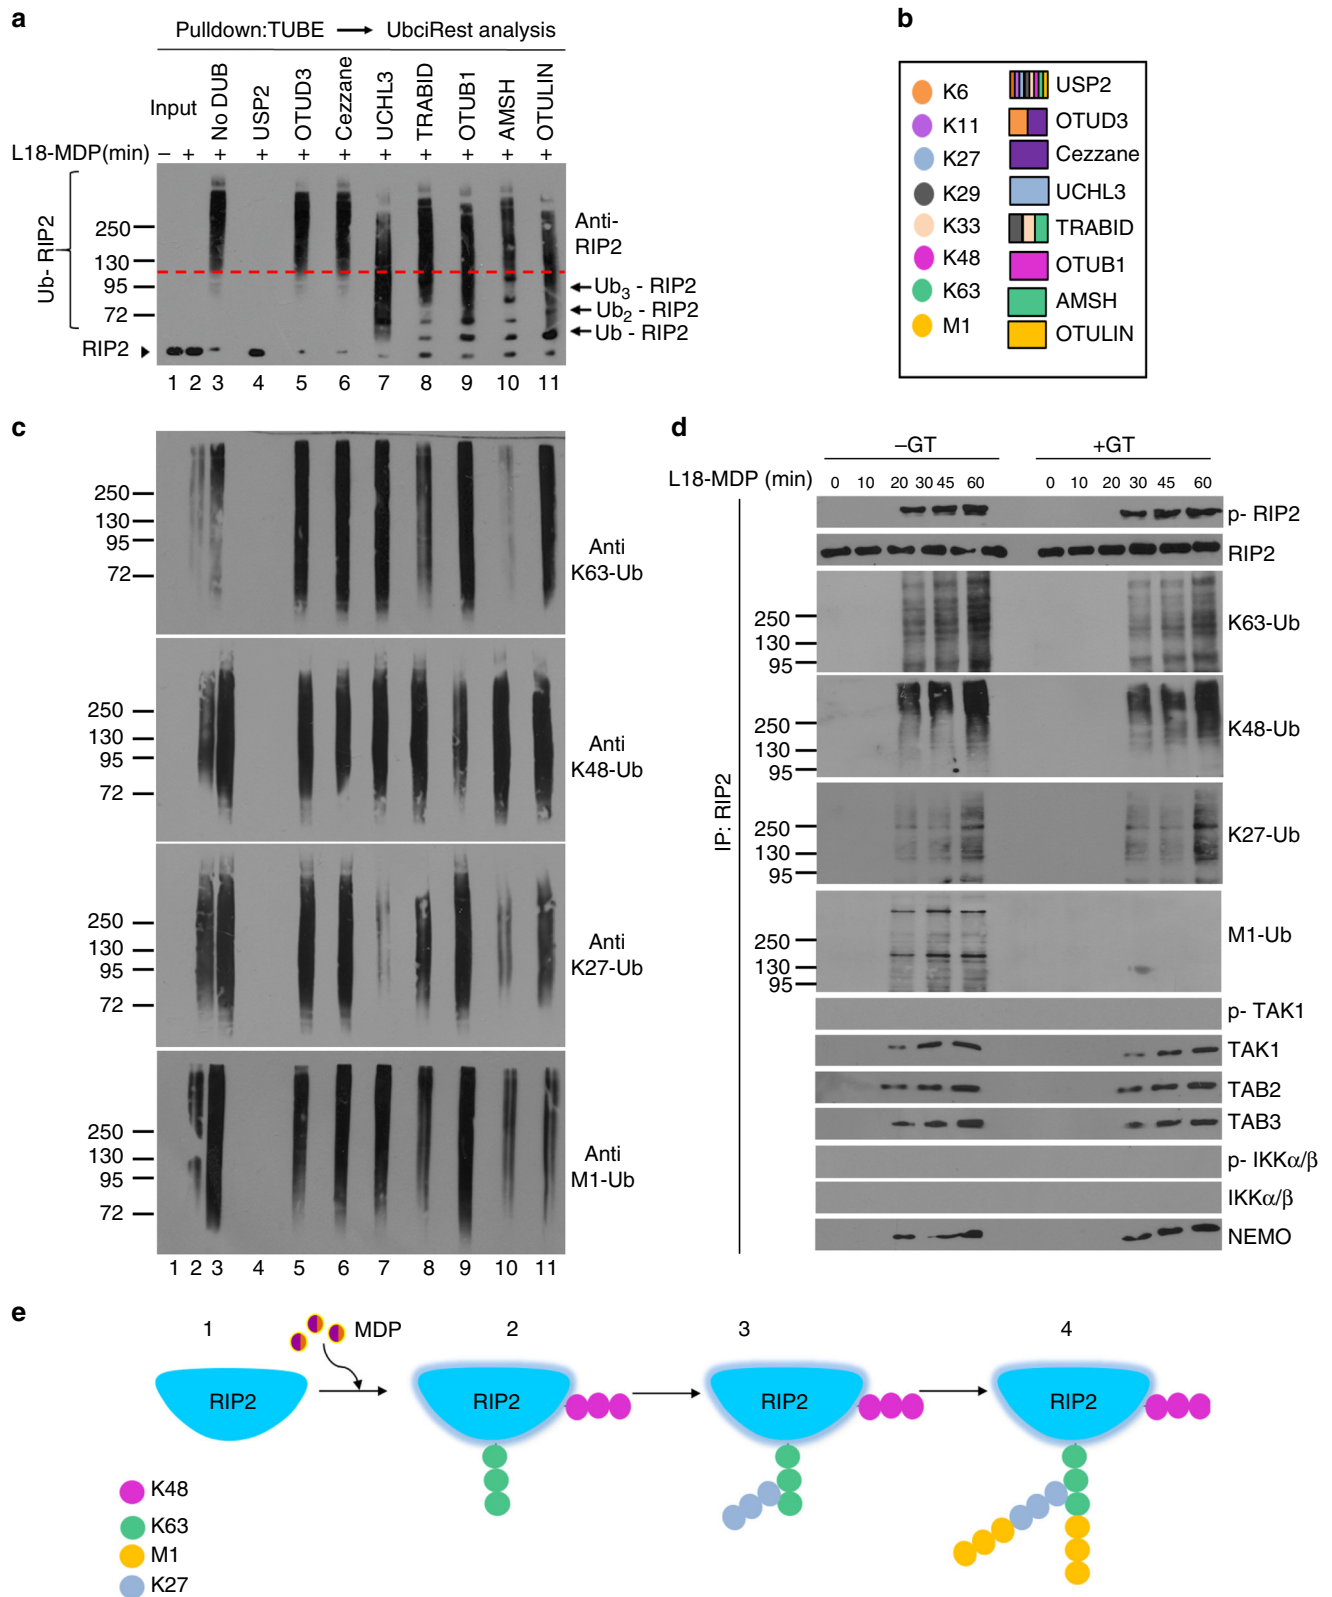 a
Pulldown:TUBE → UbciRest analysis
Input
No DUB
USP2
OTUD3
Cezzane
UCHL3
TRABID
OTUB1
AMSH
OTULIN
L18-MDP(min) – + + + + + + + + + +
Ub- RIP2
250
130
95
72
RIP2
Anti-
RIP2
Ub3 - RIP2
Ub2 - RIP2
Ub - RIP2
1 2 3 4 5 6 7 8 9 10 11
b
K6
K11
K27
K29
K33
K48
K63
M1
USP2
OTUD3
Cezzane
UCHL3
TRABID
OTUB1
AMSH
OTULIN
c
250
130
95
72
Anti
K63-Ub
250
130
95
72
Anti
K48-Ub
250
130
95
72
Anti
K27-Ub
250
130
95
72
Anti
M1-Ub
1 2 3 4 5 6 7 8 9 10 11
d
–GT +GT
L18-MDP (min) 0 10 20 30 45 60 0 10 20 30 45 60
IP: RIP2
p- RIP2
RIP2
250
130
95
K63-Ub
250
130
95
K48-Ub
250
130
95
K27-Ub
250
130
95
M1-Ub
p- TAK1
TAK1
TAB2
TAB3
p- IKKα/β
IKKα/β
NEMO
e
1 2 3 4
MDP
RIP2 RIP2 RIP2 RIP2
K48
K63
M1
K27